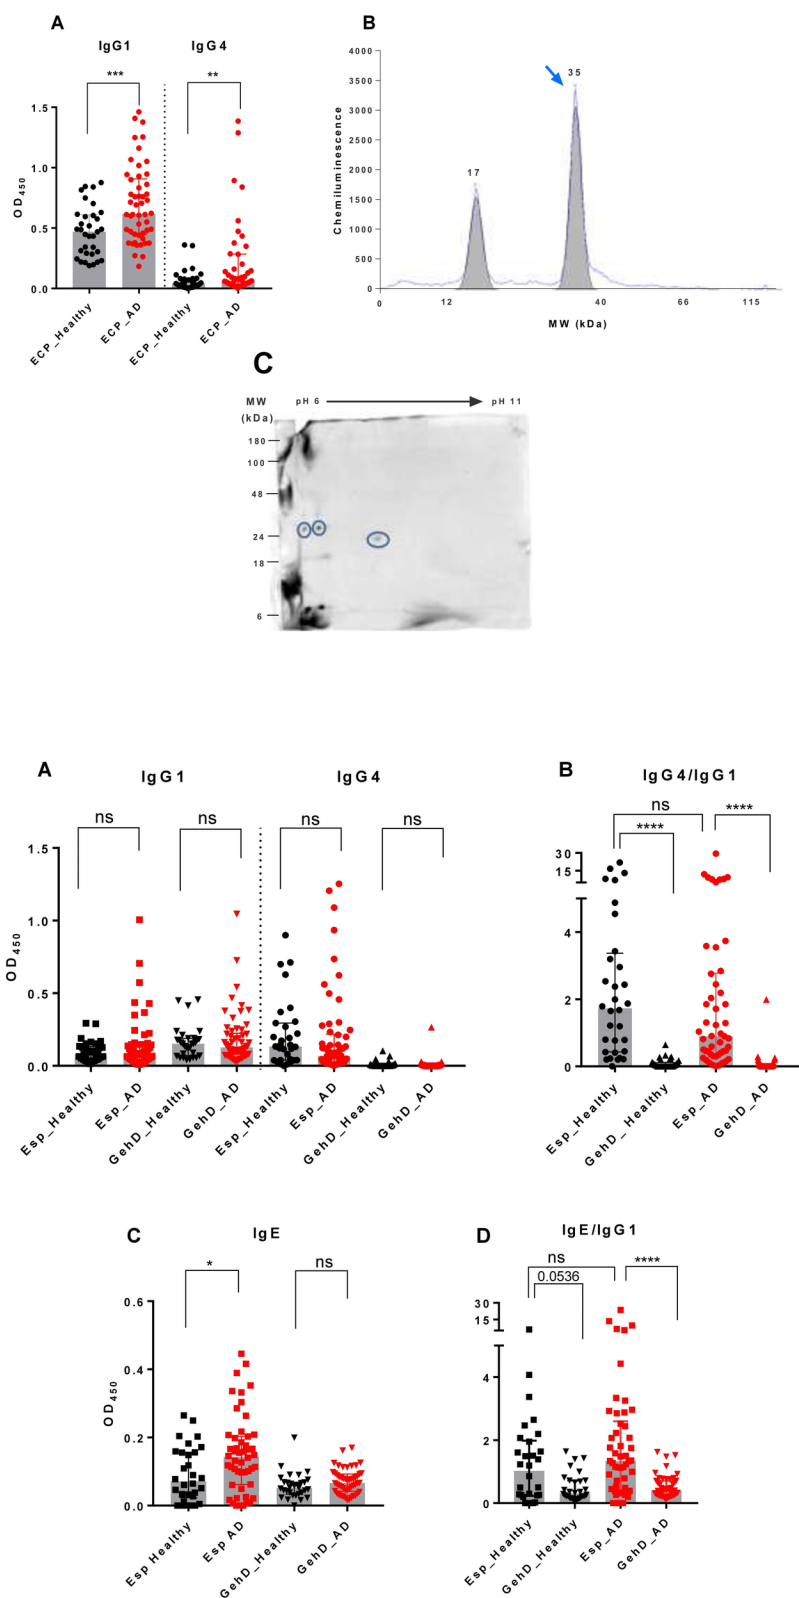 A
IgG1 IgG4
*** **
OD450
1.5
1.0
0.5
0.0
ECP_Healthy
ECP_AD
ECP_Healthy
ECP_AD
B
Chemiluminescence
4000
3500
3000
2500
2000
1500
1000
500
0
17
35
0 12 40 66 115
MW (kDa)
C
MW pH 6 pH 11
(kDa)
180
100
48
24
18
6
A
IgG1 IgG4
ns ns ns ns
OD450
1.5
1.0
0.5
0.0
Esp_Healthy
Esp_AD
GehD_Healthy
GehD_AD
Esp_Healthy
Esp_AD
GehD_Healthy
GehD_AD
B
IgG4/IgG1
ns ****
****
30
15
5
4
2
0
Esp_Healthy
GehD_Healthy
Esp_AD
GehD_AD
C
IgE
* ns
OD450
0.6
0.4
0.2
0.0
Esp Healthy
Esp AD
GehD_Healthy
GehD_AD
D
IgE/IgG1
ns ****
0.0536
30
15
5
4
2
0
Esp_Healthy
GehD_Healthy
Esp_AD
GehD_AD